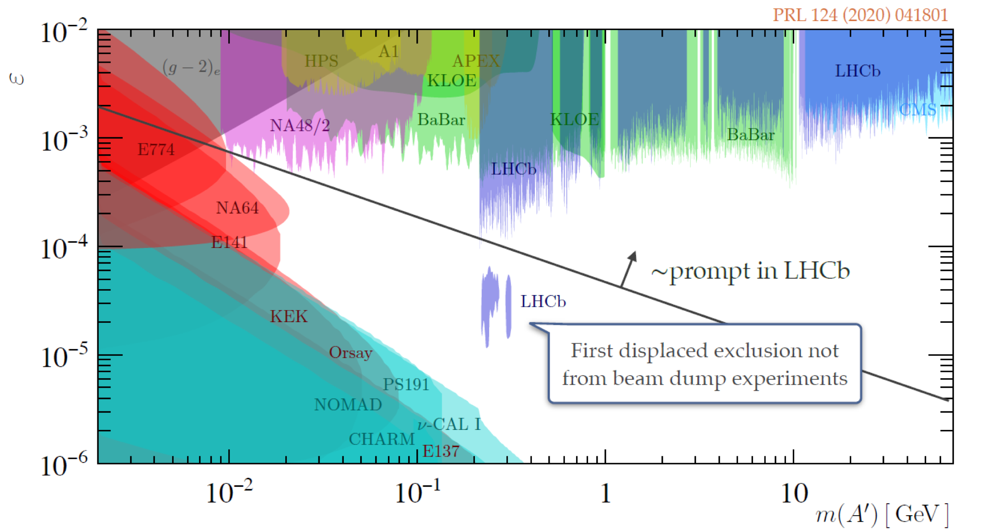 PRL 124 (2020) 041801
10⁻²
ε
(g − 2)ₑ
HPS
A1
APEX
KLOE
LHCb
NA48/2
BaBar
KLOE
CMS
10⁻³
E774
BaBar
LHCb
NA64
10⁻⁴
E141
~prompt in LHCb
LHCb
KEK
10⁻⁵
Orsay
First displaced exclusion not
from beam dump experiments
PS191
NOMAD
ν-CAL I
CHARM
E137
10⁻⁶
10⁻² 10⁻¹ 1 10
m(A′) [ GeV ]